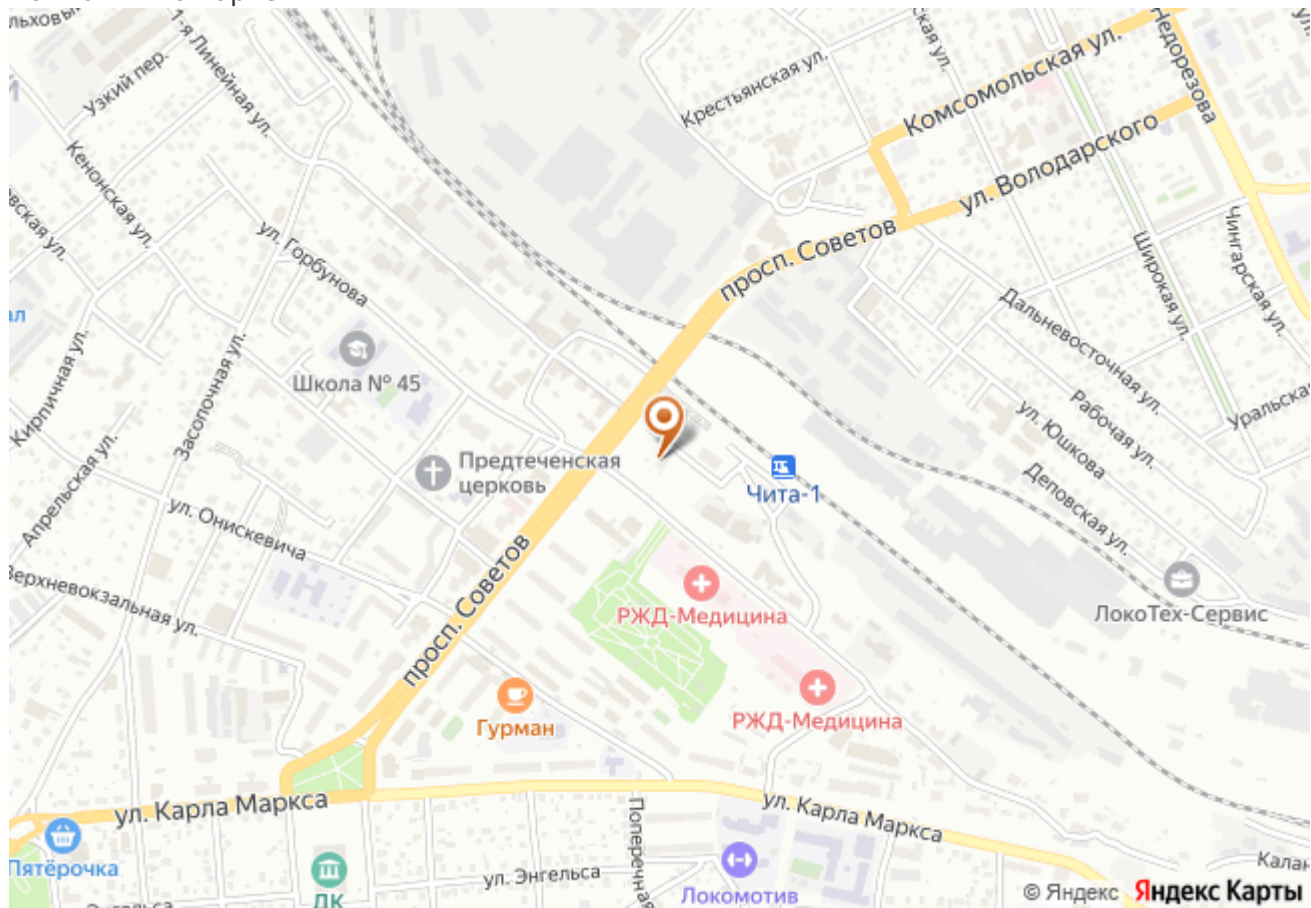 1-я Линейная ул.
Узкий пер.
Кенонская ул.
Крестьянская ул.
Комсомольская ул.
Недорезова
ул. Володарского
просп. Советов
ул. Горбунова
Широкая ул.
Чингарская ул.
Дальневосточная ул.
Рабочая ул.
ул. Юшкова
Деповская ул.
Кирпичная ул.
Засопочная ул.
Школа № 45
Апрельская ул.
Предтеченская
церковь
Чита-1
ул. Онискевича
просп. Советов
РЖД-Медицина
ЛокоТех-Сервис
РЖД-Медицина
Гурман
ул. Карла Маркса
ул. Карла Маркса
Поперечная
Пятёрочка
ДК
ул. Энгельса
Локомотив
© Яндекс Яндекс Карты